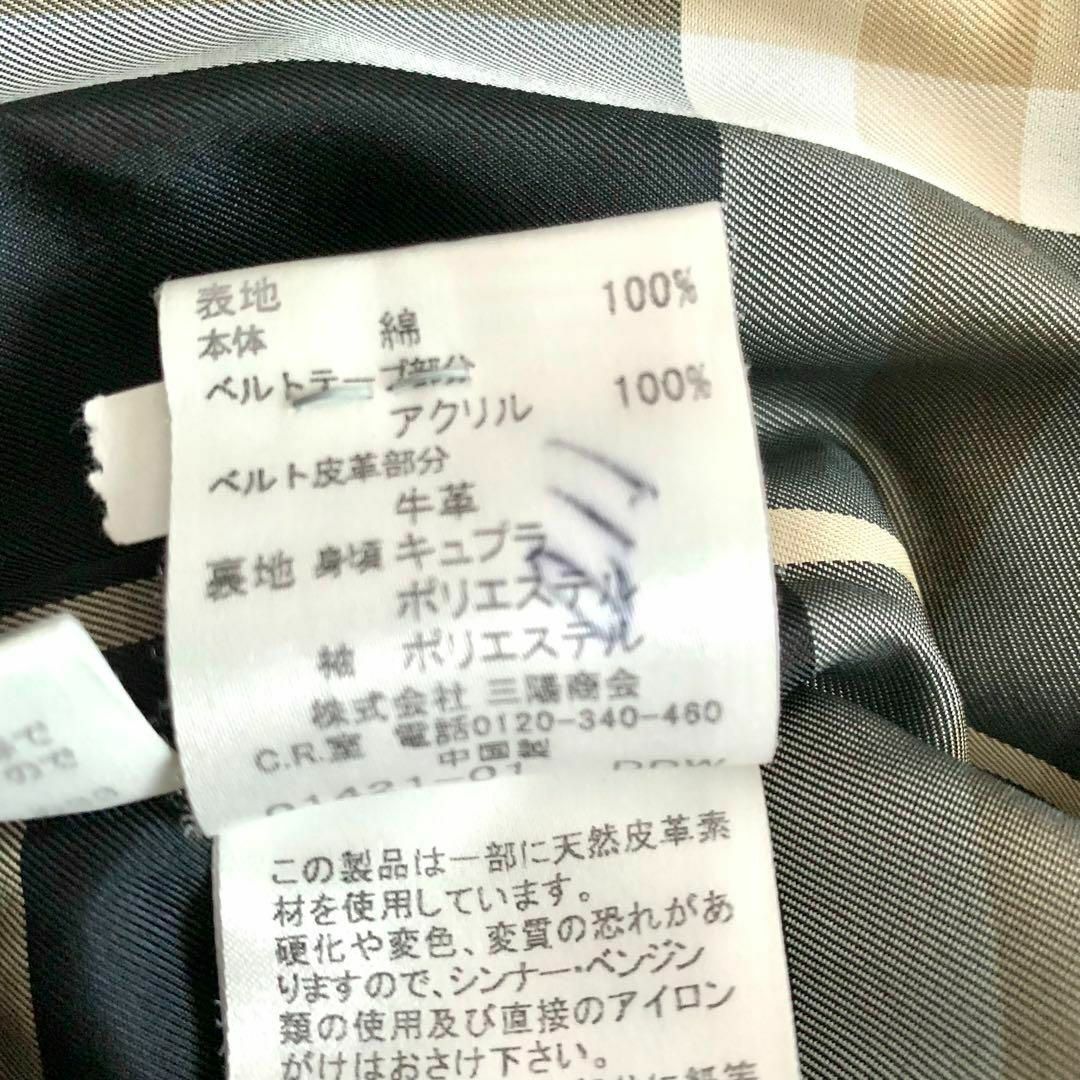 表地
本体 綿 100%
ベルトテープ部分
アクリル 100%
ベルト皮革部分
牛革
裏地 身頃 キュプラ
ポリエステル
袖 ポリエステル
株式会社 三陽商会
C.R.室 電話0120-340-460
中国製
この製品は一部に天然皮革素
材を使用しています。
硬化や変色、変質の恐れがあ
りますので、シンナー・ベンジン
類の使用及び直接のアイロン
がけはおさけ下さい。